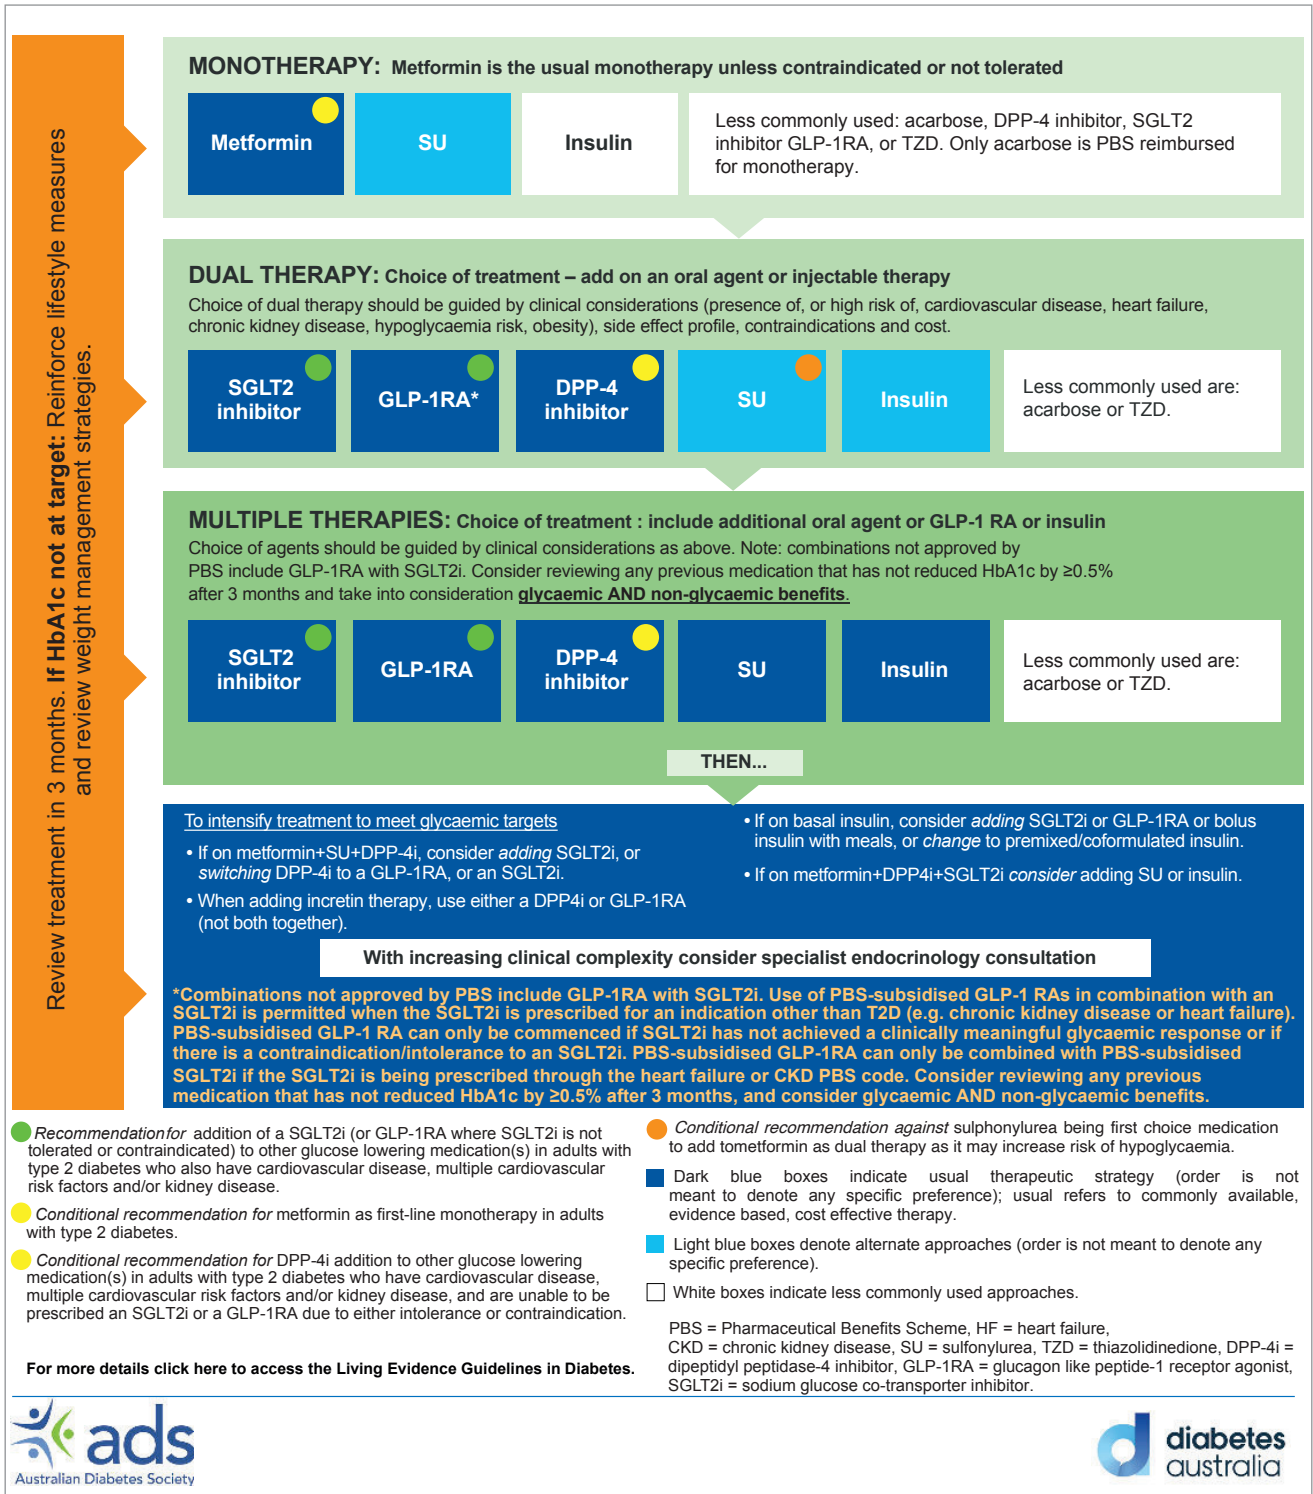 Review treatment in 3 months. If HbA1c not at target: Reinforce lifestyle measures
and review weight management strategies.
MONOTHERAPY: Metformin is the usual monotherapy unless contraindicated or not tolerated
Metformin
SU
Insulin
Less commonly used: acarbose, DPP-4 inhibitor, SGLT2
inhibitor GLP-1RA, or TZD. Only acarbose is PBS reimbursed
for monotherapy.
DUAL THERAPY: Choice of treatment – add on an oral agent or injectable therapy
Choice of dual therapy should be guided by clinical considerations (presence of, or high risk of, cardiovascular disease, heart failure,
chronic kidney disease, hypoglycaemia risk, obesity), side effect profile, contraindications and cost.
SGLT2
inhibitor
GLP-1RA*
DPP-4
inhibitor
SU
Insulin
Less commonly used are:
acarbose or TZD.
MULTIPLE THERAPIES: Choice of treatment : include additional oral agent or GLP-1 RA or insulin
Choice of agents should be guided by clinical considerations as above. Note: combinations not approved by
PBS include GLP-1RA with SGLT2i. Consider reviewing any previous medication that has not reduced HbA1c by ≥0.5%
after 3 months and take into consideration glycaemic AND non-glycaemic benefits.
SGLT2
inhibitor
GLP-1RA
DPP-4
inhibitor
SU
Insulin
Less commonly used are:
acarbose or TZD.
THEN...
To intensify treatment to meet glycaemic targets
• If on metformin+SU+DPP-4i, consider adding SGLT2i, or
switching DPP-4i to a GLP-1RA, or an SGLT2i.
• When adding incretin therapy, use either a DPP4i or GLP-1RA
(not both together).
• If on basal insulin, consider adding SGLT2i or GLP-1RA or bolus
insulin with meals, or change to premixed/coformulated insulin.
• If on metformin+DPP4i+SGLT2i consider adding SU or insulin.
With increasing clinical complexity consider specialist endocrinology consultation
*Combinations not approved by PBS include GLP-1RA with SGLT2i. Use of PBS-subsidised GLP-1 RAs in combination with an
SGLT2i is permitted when the SGLT2i is prescribed for an indication other than T2D (e.g. chronic kidney disease or heart failure).
PBS-subsidised GLP-1 RA can only be commenced if SGLT2i has not achieved a clinically meaningful glycaemic response or if
there is a contraindication/intolerance to an SGLT2i. PBS-subsidised GLP-1RA can only be combined with PBS-subsidised
SGLT2i if the SGLT2i is being prescribed through the heart failure or CKD PBS code. Consider reviewing any previous
medication that has not reduced HbA1c by ≥0.5% after 3 months, and consider glycaemic AND non-glycaemic benefits.
Recommendation for addition of a SGLT2i (or GLP-1RA where SGLT2i is not
tolerated or contraindicated) to other glucose lowering medication(s) in adults with
type 2 diabetes who also have cardiovascular disease, multiple cardiovascular
risk factors and/or kidney disease.
Conditional recommendation for metformin as first-line monotherapy in adults
with type 2 diabetes.
Conditional recommendation for DPP-4i addition to other glucose lowering
medication(s) in adults with type 2 diabetes who have cardiovascular disease,
multiple cardiovascular risk factors and/or kidney disease, and are unable to be
prescribed an SGLT2i or a GLP-1RA due to either intolerance or contraindication.
For more details click here to access the Living Evidence Guidelines in Diabetes.
Conditional recommendation against sulphonylurea being first choice medication
to add tometformin as dual therapy as it may increase risk of hypoglycaemia.
Dark blue boxes indicate usual therapeutic strategy (order is not
meant to denote any specific preference); usual refers to commonly available,
evidence based, cost effective therapy.
Light blue boxes denote alternate approaches (order is not meant to denote any
specific preference).
White boxes indicate less commonly used approaches.
PBS = Pharmaceutical Benefits Scheme, HF = heart failure,
CKD = chronic kidney disease, SU = sulfonylurea, TZD = thiazolidinedione, DPP-4i =
dipeptidyl peptidase-4 inhibitor, GLP-1RA = glucagon like peptide-1 receptor agonist,
SGLT2i = sodium glucose co-transporter inhibitor.
ads
Australian Diabetes Society
diabetes
australia